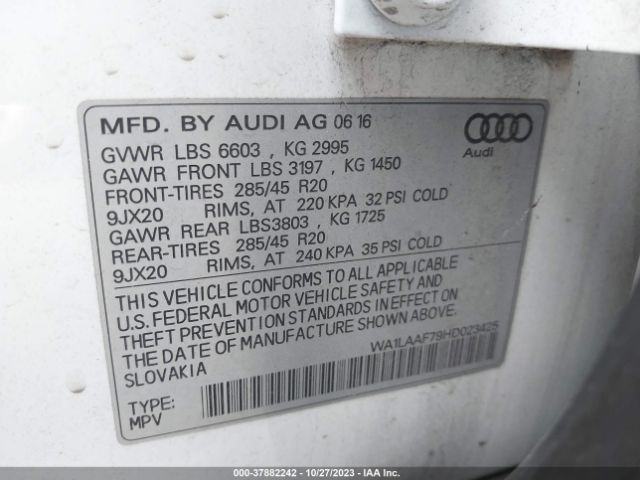 MFD. BY AUDI AG 06 16
Audi
GVWR LBS 6603 , KG 2995
GAWR FRONT LBS 3197 , KG 1450
FRONT-TIRES 285/45 R20
9JX20 RIMS, AT 220 KPA 32 PSI COLD
GAWR REAR LBS3803 , KG 1725
REAR-TIRES 285/45 R20
9JX20 RIMS, AT 240 KPA 35 PSI COLD
THIS VEHICLE CONFORMS TO ALL APPLICABLE
U.S. FEDERAL MOTOR VEHICLE SAFETY AND
THEFT PREVENTION STANDARDS IN EFFECT ON
THE DATE OF MANUFACTURE SHOWN ABOVE.
SLOVAKIA
WA1LAAF79HD023425
TYPE:
MPV
000-37882242 - 10/27/2023 - IAA Inc.